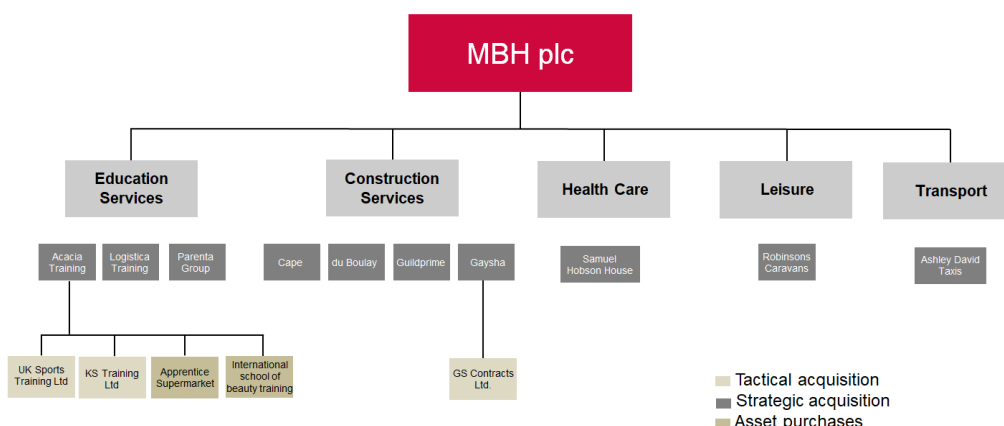 MBH plc
Education
Services
Construction
Services
Health Care
Leisure
Transport
Acacia
Training
Logistica
Training
Parenta
Group
Cape
du Boulay
Guildprime
Gaysha
Samuel
Hobson House
Robinsons
Caravans
Ashley David
Taxis
UK Sports
Training Ltd
KS Training
Ltd
Apprentice
Supermarket
International
school of
beauty training
GS Contracts
Ltd.
Tactical acquisition
Strategic acquisition
Asset purchases